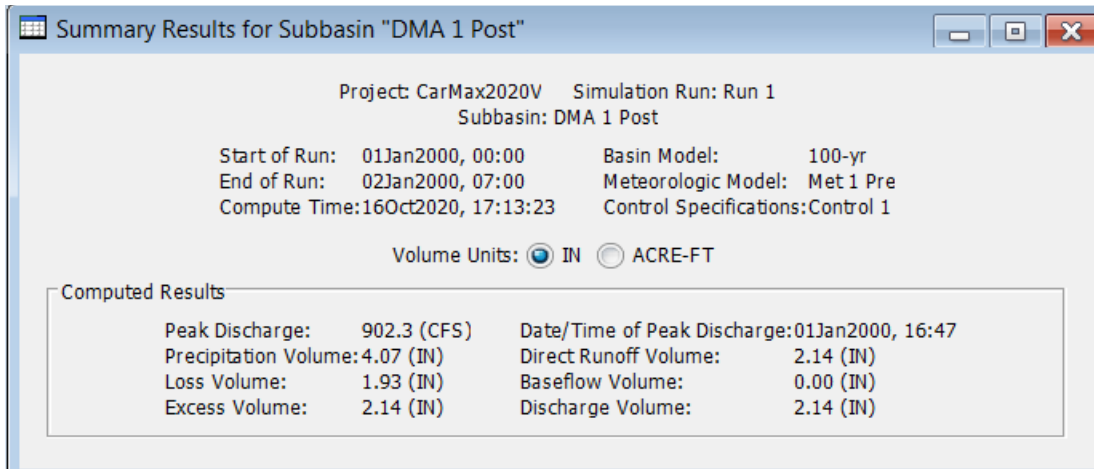 Summary Results for Subbasin "DMA 1 Post"
Project: CarMax2020V Simulation Run: Run 1
Subbasin: DMA 1 Post
Start of Run: 01Jan2000, 00:00 Basin Model: 100-yr
End of Run: 02Jan2000, 07:00 Meteorologic Model: Met 1 Pre
Compute Time:16Oct2020, 17:13:23 Control Specifications:Control 1
Volume Units: IN ACRE-FT
Computed Results
Peak Discharge: 902.3 (CFS) Date/Time of Peak Discharge:01Jan2000, 16:47
Precipitation Volume:4.07 (IN) Direct Runoff Volume: 2.14 (IN)
Loss Volume: 1.93 (IN) Baseflow Volume: 0.00 (IN)
Excess Volume: 2.14 (IN) Discharge Volume: 2.14 (IN)